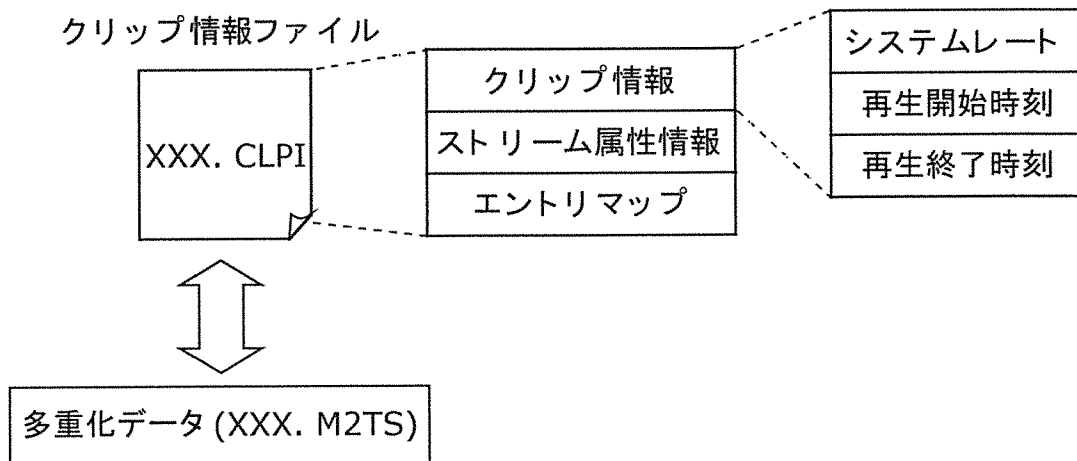 クリップ情報ファイル
XXX. CLPI
クリップ情報
ストリーム属性情報
エントリマップ
システムレート
再生開始時刻
再生終了時刻
多重化データ(XXX. M2TS)